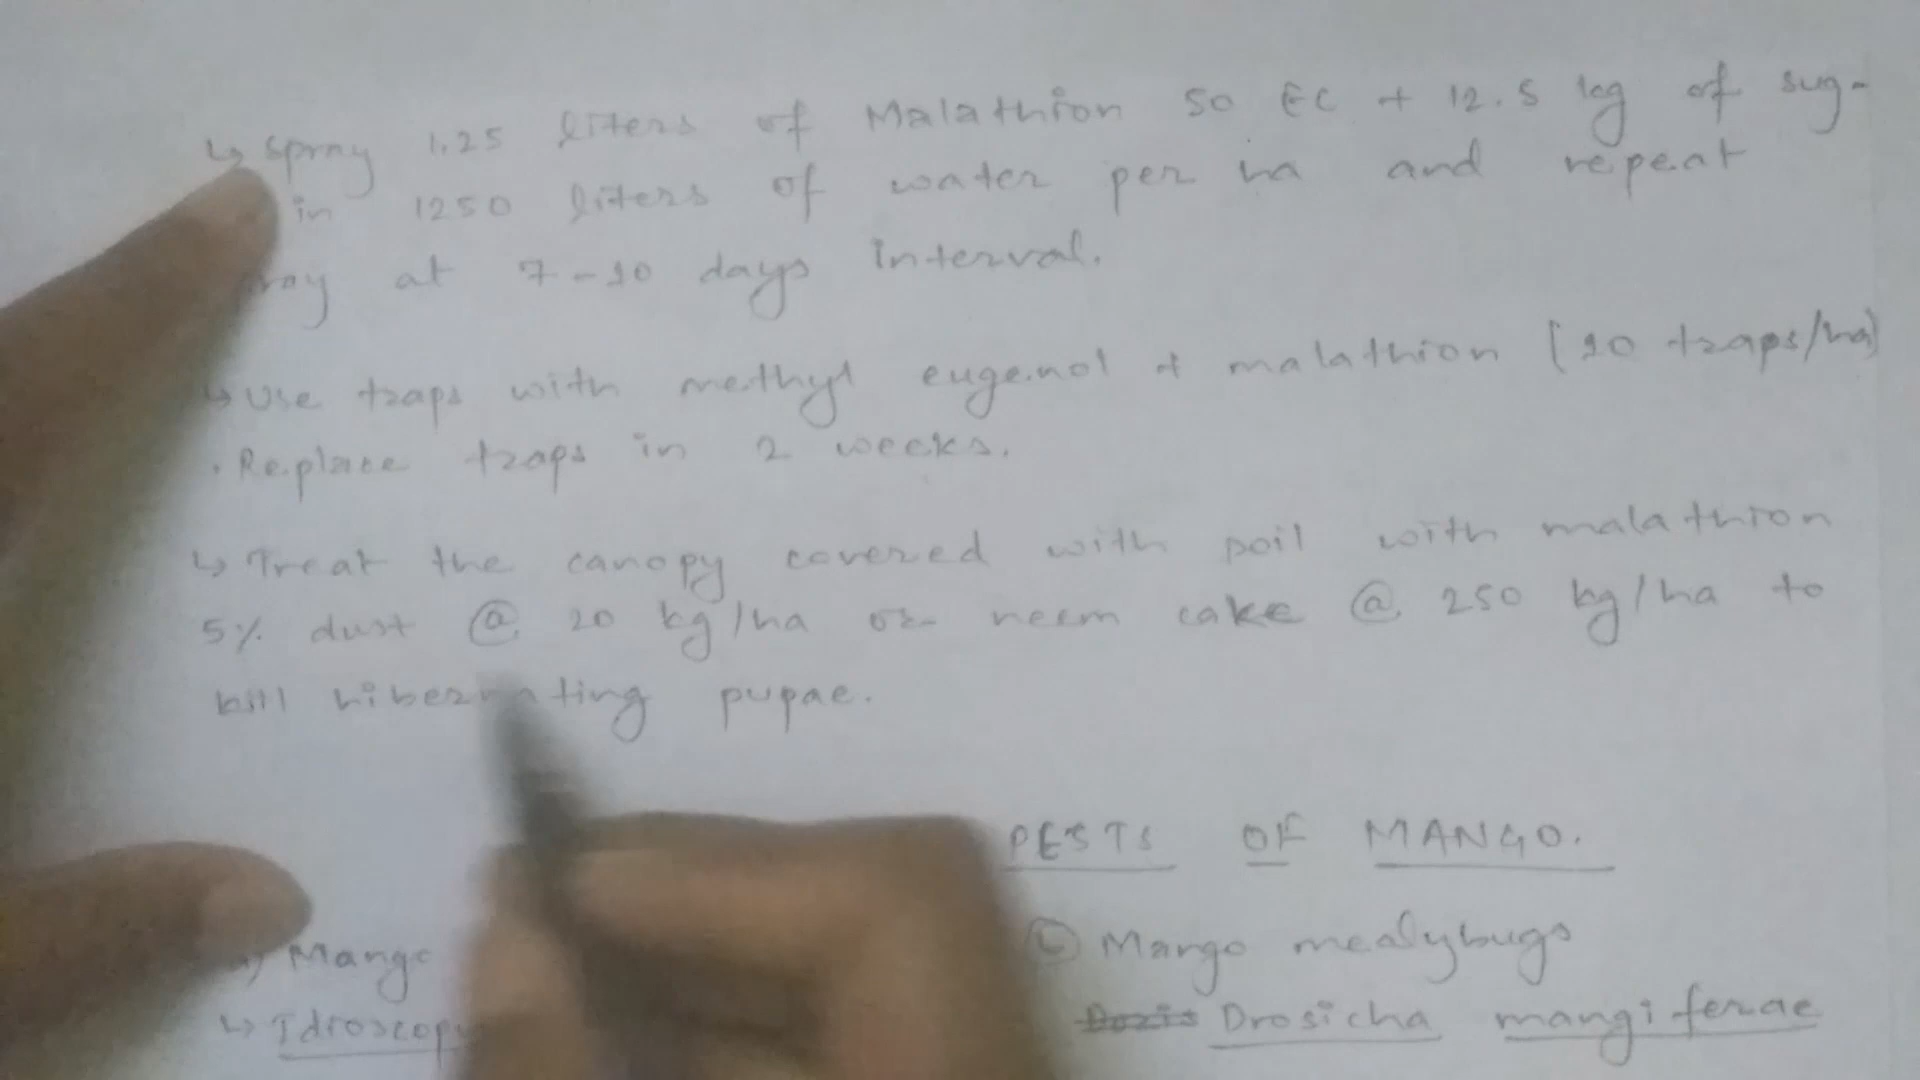 ↳ spray 1.25 liters of Malathion 50 EC + 12.5 kg of sug-
in 1250 liters of water per ha and repeat
at 7-10 days interval.
↳ Use traps with methyl eugenol + malathion [10 traps/ha]
. Replace traps in 2 weeks.
↳ Treat the canopy covered with soil with malathion
5% dust @ 20 kg/ha or neem cake @ 250 kg/ha to
kill hibernating pupae.
PESTS OF MANGO.
Mango
↳ Idioscop
Mango mealybugs
Drosicha mangiferae